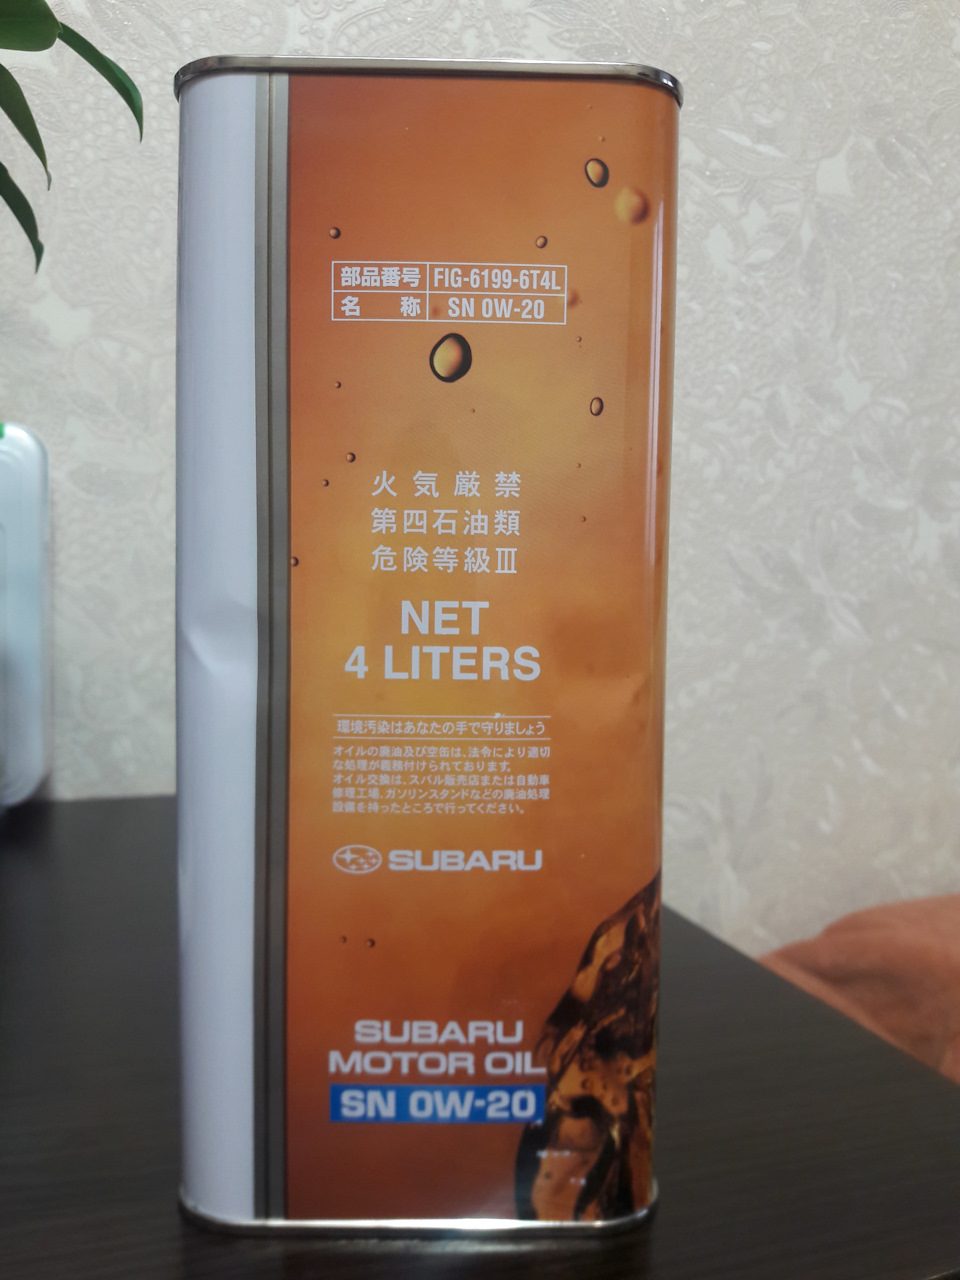 部品番号 FIG-6199-6T4L
名称 SN 0W-20
火気厳禁
第四石油類
危険等級Ⅲ
NET
4 LITERS
環境汚染はあなたの手で守りましょう
オイルの廃油及び空缶は、法令により適切
な処理が義務付けられております。
オイル交換は、スバル販売店または自動車
修理工場、ガソリンスタンドなどの廃油処理
設備を持ったところで行ってください。
SUBARU
SUBARU
MOTOR OIL
SN 0W-20